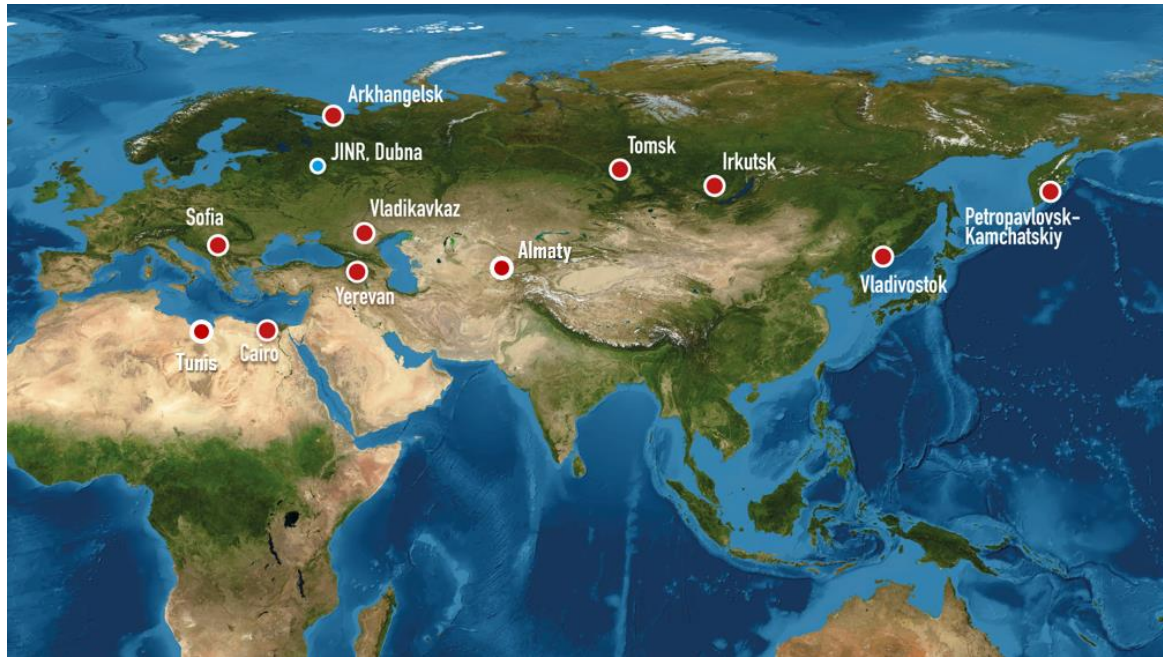 Arkhangelsk
JINR, Dubna
Tomsk
Irkutsk
Petropavlovsk-
Kamchatskiy
Sofia
Vladikavkaz
Almaty
Vladivostok
Yerevan
Tunis
Cairo